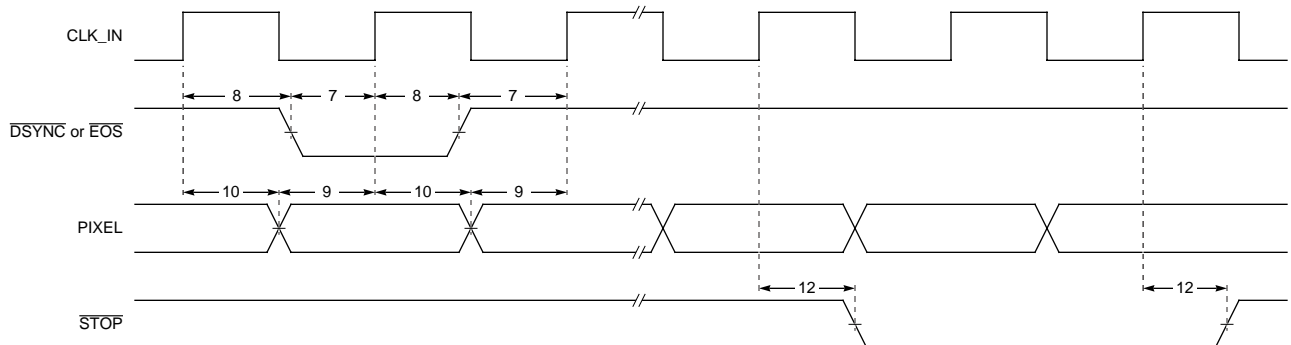 CLK_IN
8 7 8 7
DSYNC or EOS
10 9 10 9
PIXEL
12 12
STOP